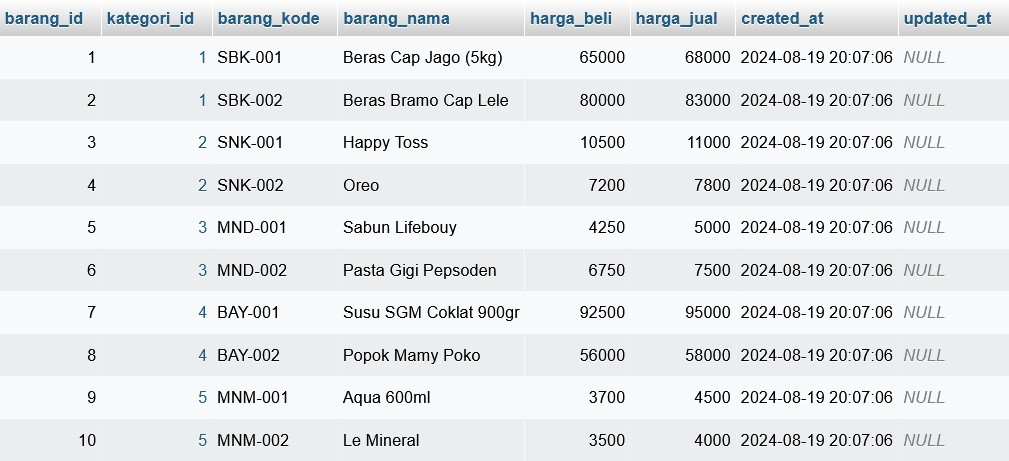 barang_id kategori_id barang_kode barang_nama harga_beli harga_jual created_at updated_at
1 1 SBK-001 Beras Cap Jago (5kg) 65000 68000 2024-08-19 20:07:06 NULL
2 1 SBK-002 Beras Bramo Cap Lele 80000 83000 2024-08-19 20:07:06 NULL
3 2 SNK-001 Happy Toss 10500 11000 2024-08-19 20:07:06 NULL
4 2 SNK-002 Oreo 7200 7800 2024-08-19 20:07:06 NULL
5 3 MND-001 Sabun Lifebouy 4250 5000 2024-08-19 20:07:06 NULL
6 3 MND-002 Pasta Gigi Pepsoden 6750 7500 2024-08-19 20:07:06 NULL
7 4 BAY-001 Susu SGM Coklat 900gr 92500 95000 2024-08-19 20:07:06 NULL
8 4 BAY-002 Popok Mamy Poko 56000 58000 2024-08-19 20:07:06 NULL
9 5 MNM-001 Aqua 600ml 3700 4500 2024-08-19 20:07:06 NULL
10 5 MNM-002 Le Mineral 3500 4000 2024-08-19 20:07:06 NULL